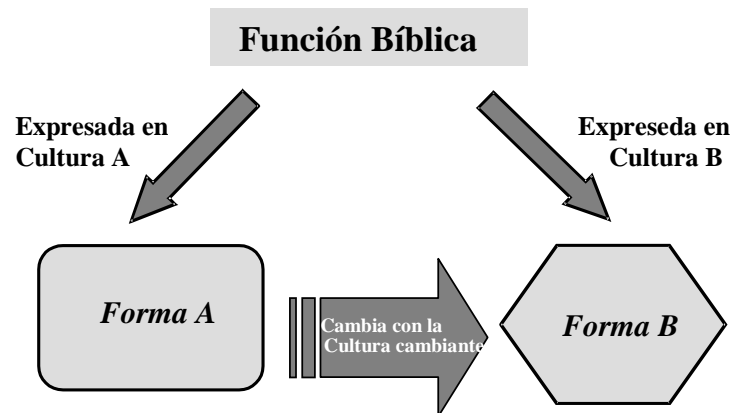 Función Bíblica
Expresada en
Cultura A
Expreseda en
Cultura B
Forma A
Cambia con la
Cultura cambiante
Forma B